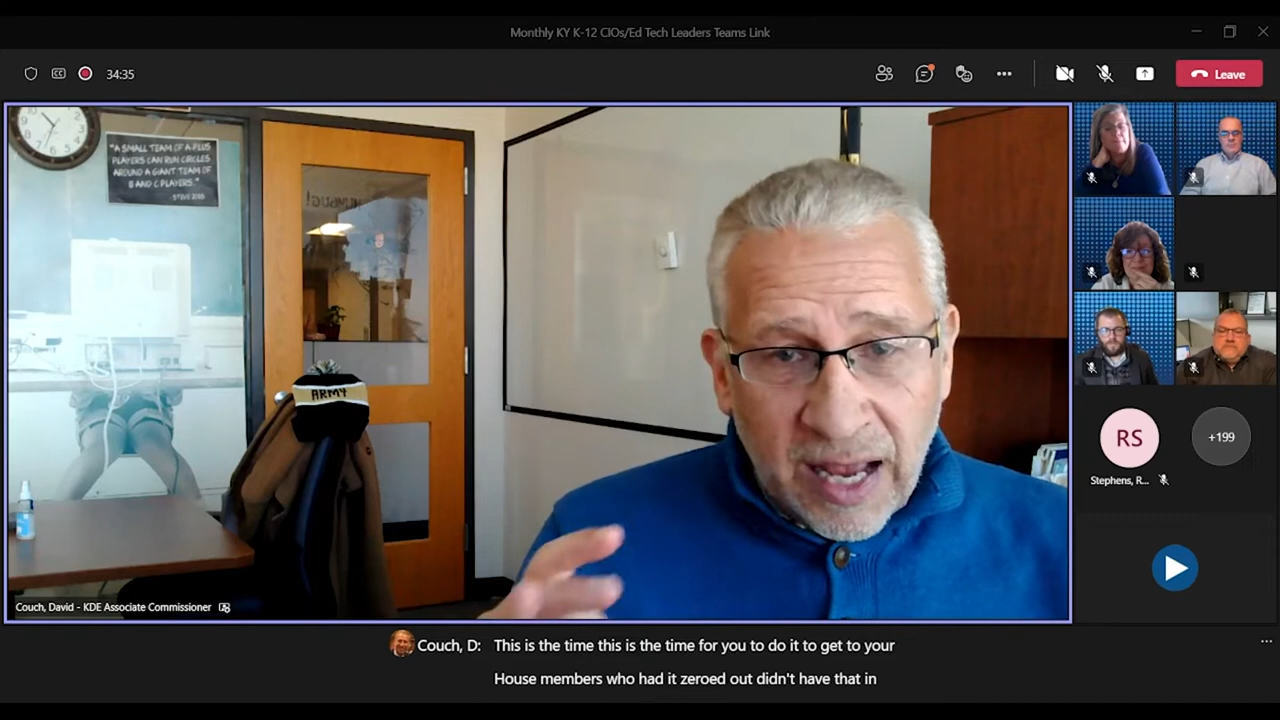 Monthly KY K-12 CIOs/Ed Tech Leaders Teams Link
CC
34:35
Leave
"A SMALL TEAM OF A-PLUS
PLAYERS CAN RUN CIRCLES
AROUND A GIANT TEAM OF
B AND C PLAYERS."
ARMY
RS
+199
Stephens, R...
Couch, David - KDE Associate Commissioner
Couch, D: This is the time this is the time for you to do it to get to your
House members who had it zeroed out didn't have that in